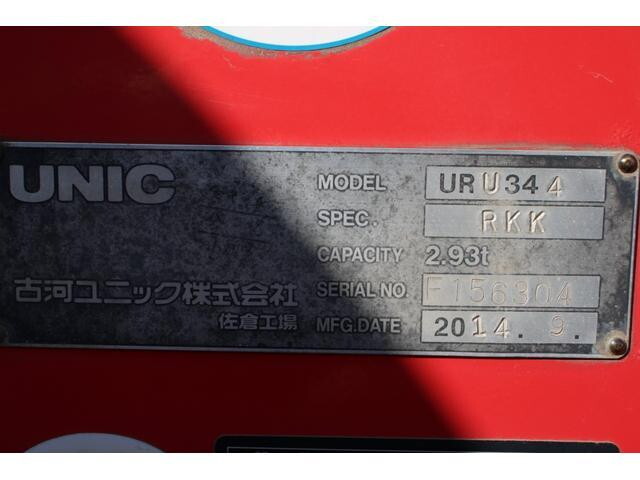 UNIC
MODEL URU344
SPEC. RKK
CAPACITY 2.93t
古河ユニック株式会社 SERIAL NO. F156304
佐倉工場 MFG.DATE 2014. 9.